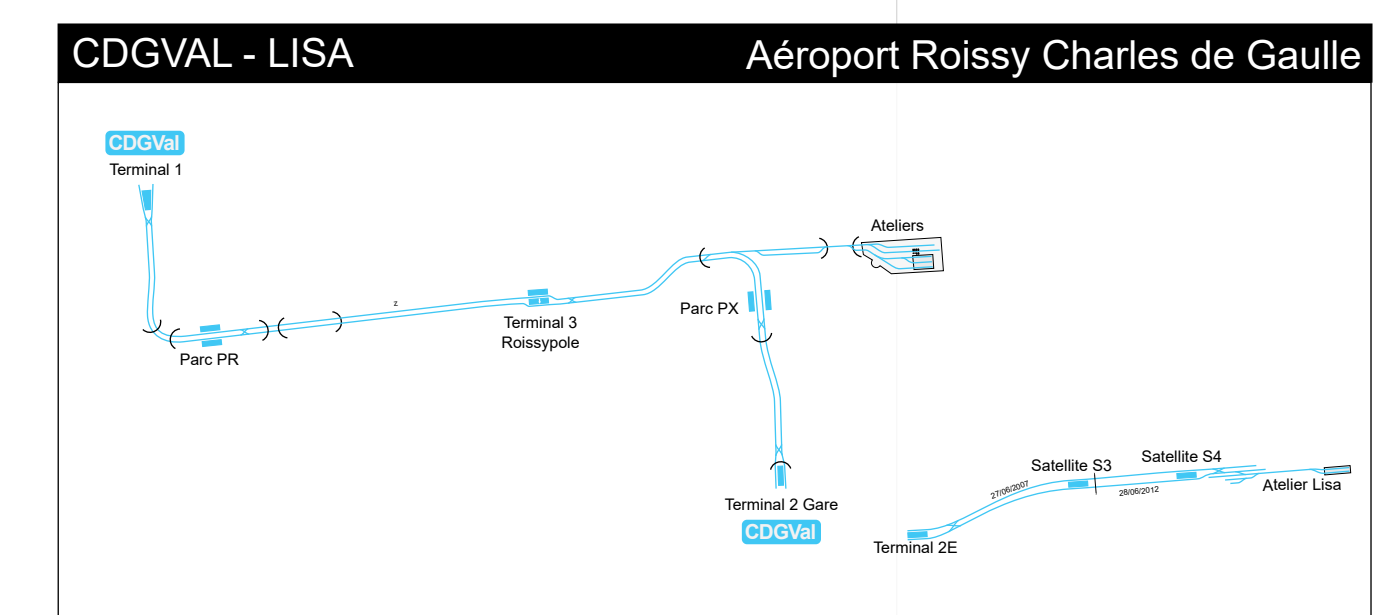 CDGVAL - LISA
Aéroport Roissy Charles de Gaulle
CDGVal
Terminal 1
Ateliers
z
Parc PX
Terminal 3
Roissypole
Parc PR
Satellite S4
Satellite S3
27/06/2007
28/06/2012
Atelier Lisa
Terminal 2 Gare
CDGVal
Terminal 2E